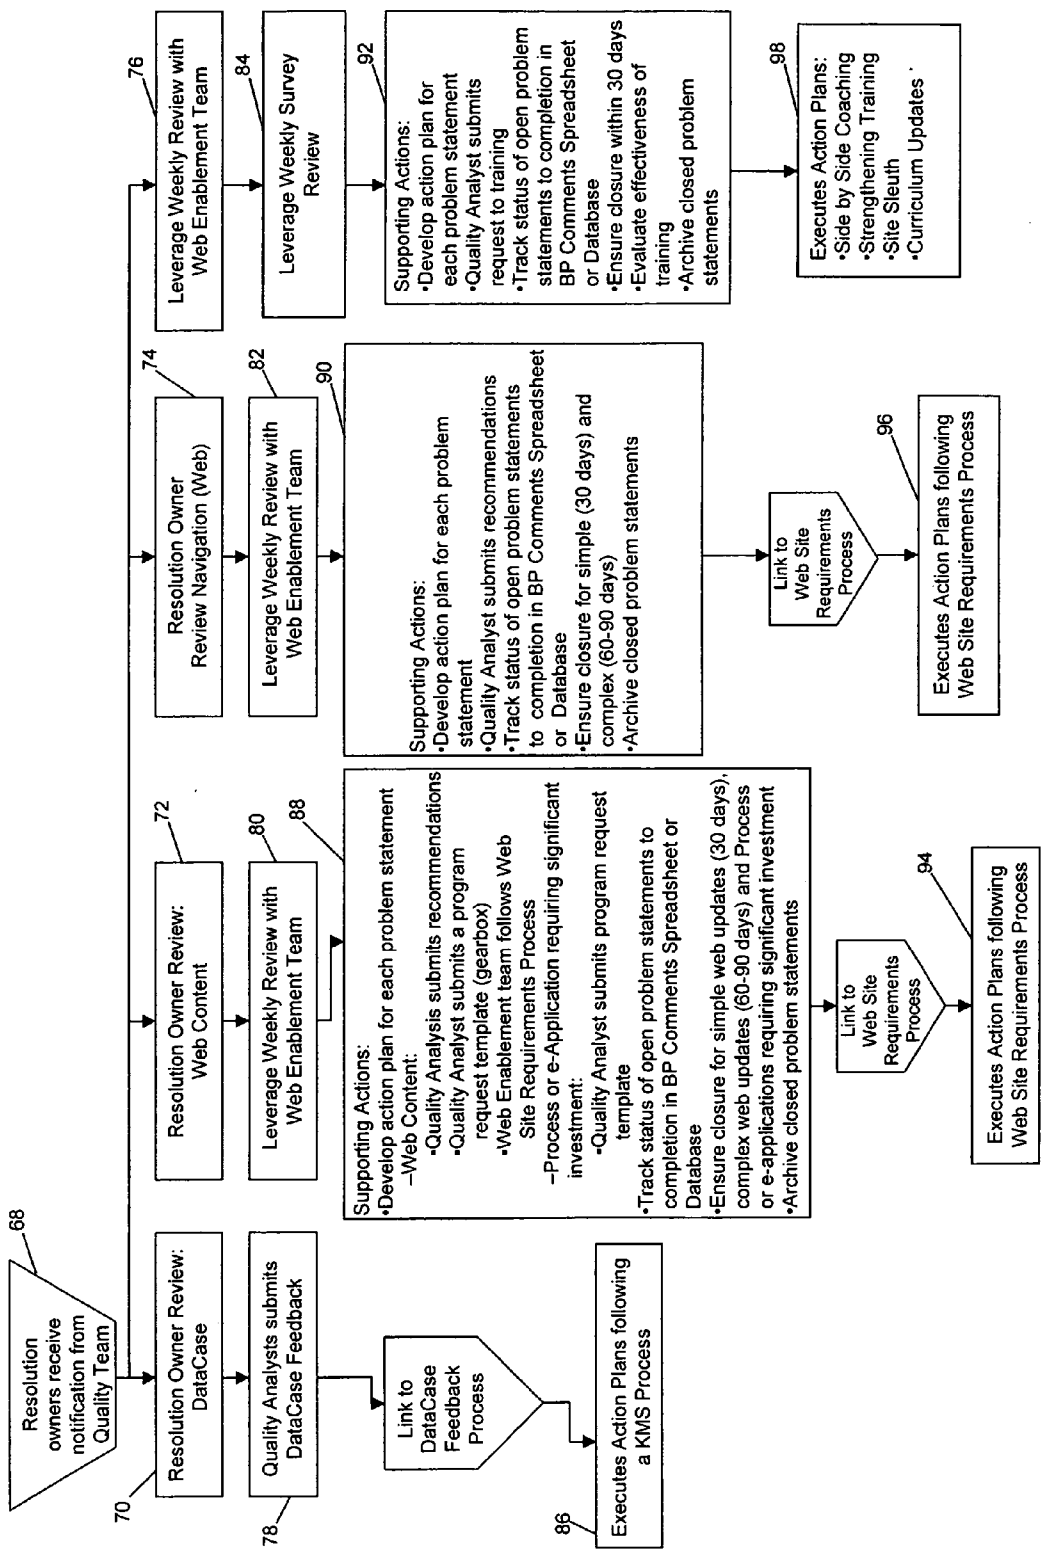 68
Resolution
owners receive
notification from
Quality Team
70
Resolution Owner Review:
DataCase
78
Quality Analysts submits
DataCase Feedback
Link to
DataCase
Feedback
Process
86
Executes Action Plans following
a KMS Process
72
Resolution Owner Review:
Web Content
80
Leverage Weekly Review with
Web Enablement Team
88
Supporting Actions:
•Develop action plan for each problem statement
–Web Content:
•Quality Analysis submits recommendations
•Quality Analyst submits a program
request template (gearbox)
•Web Enablement team follows Web
Site Requirements Process
–Process or e-Application requiring significant
investment:
•Quality Analyst submits program request
template
•Track status of open problem statements to
completion in BP Comments Spreadsheet or
Database
•Ensure closure for simple web updates (30 days),
complex web updates (60-90 days) and Process
or e-applications requiring significant investment
•Archive closed problem statements
Link to
Web Site
Requirements
Process
94
Executes Action Plans following
Web Site Requirements Process
74
Resolution Owner
Review Navigation (Web)
82
Leverage Weekly Review with
Web Enablement Team
90
Supporting Actions:
•Develop action plan for each problem
statement
•Quality Analyst submits recommendations
•Track status of open problem statements
to completion in BP Comments Spreadsheet
or Database
•Ensure closure for simple (30 days) and
complex (60-90 days)
•Archive closed problem statements
Link to
Web Site
Requirements
Process
96
Executes Action Plans following
Web Site Requirements Process
76
Leverage Weekly Review with
Web Enablement Team
84
Leverage Weekly Survey
Review
92
Supporting Actions:
•Develop action plan for
each problem statement
•Quality Analyst submits
request to training
•Track status of open problem
statements to completion in
BP Comments Spreadsheet
or Database
•Ensure closure within 30 days
•Evaluate effectiveness of
training
•Archive closed problem
statements
98
Executes Action Plans:
•Side by Side Coaching
•Strengthening Training
•Site Sleuth
•Curriculum Updates